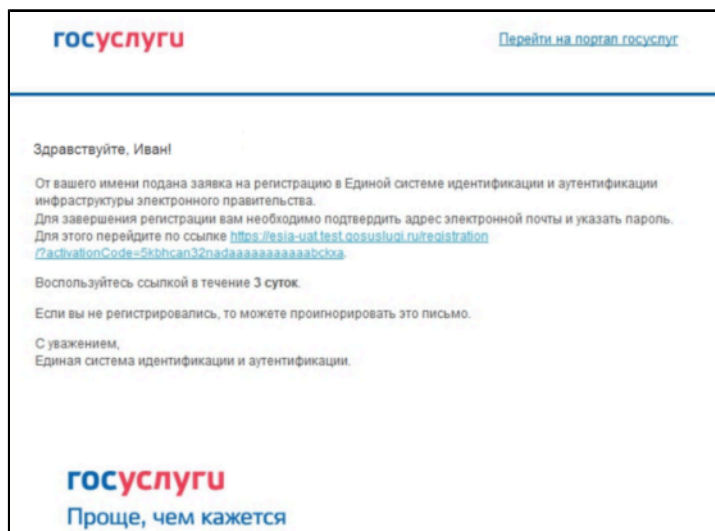 госуслуги
Перейти на портал госуслуг
Здравствуйте, Иван!
От вашего имени подана заявка на регистрацию в Единой системе идентификации и аутентификации
инфраструктуры электронного правительства.
Для завершения регистрации вам необходимо подтвердить адрес электронной почты и указать пароль.
Для этого перейдите по ссылке https://esia-uat.test.gosuslugi.ru/registration
/?activationCode=5kbhcan32nadaaaaaaaaaaabckxa.
Воспользуйтесь ссылкой в течение 3 суток.
Если вы не регистрировались, то можете проигнорировать это письмо.
С уважением,
Единая система идентификации и аутентификации.
госуслуги
Проще, чем кажется